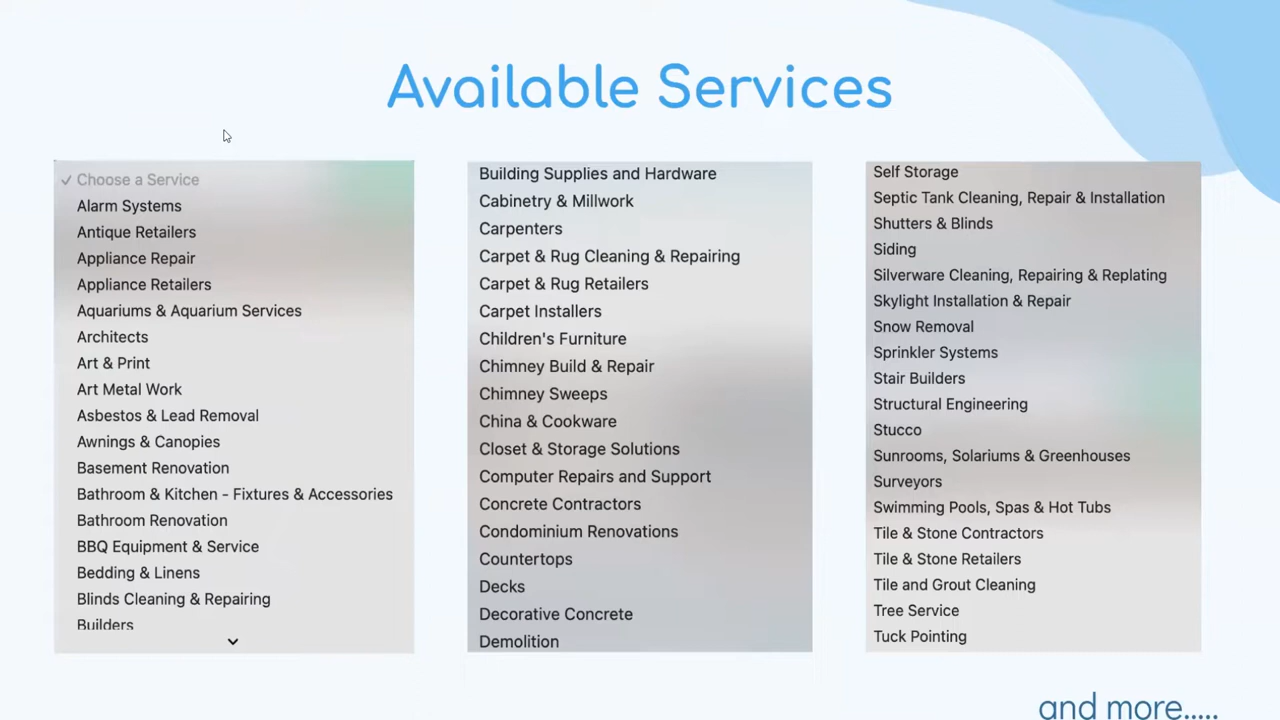 Available Services
✓ Choose a Service
Alarm Systems
Antique Retailers
Appliance Repair
Appliance Retailers
Aquariums & Aquarium Services
Architects
Art & Print
Art Metal Work
Asbestos & Lead Removal
Awnings & Canopies
Basement Renovation
Bathroom & Kitchen - Fixtures & Accessories
Bathroom Renovation
BBQ Equipment & Service
Bedding & Linens
Blinds Cleaning & Repairing
Builders
Building Supplies and Hardware
Cabinetry & Millwork
Carpenters
Carpet & Rug Cleaning & Repairing
Carpet & Rug Retailers
Carpet Installers
Children's Furniture
Chimney Build & Repair
Chimney Sweeps
China & Cookware
Closet & Storage Solutions
Computer Repairs and Support
Concrete Contractors
Condominium Renovations
Countertops
Decks
Decorative Concrete
Demolition
Self Storage
Septic Tank Cleaning, Repair & Installation
Shutters & Blinds
Siding
Silverware Cleaning, Repairing & Replating
Skylight Installation & Repair
Snow Removal
Sprinkler Systems
Stair Builders
Structural Engineering
Stucco
Sunrooms, Solariums & Greenhouses
Surveyors
Swimming Pools, Spas & Hot Tubs
Tile & Stone Contractors
Tile & Stone Retailers
Tile and Grout Cleaning
Tree Service
Tuck Pointing
and more.....